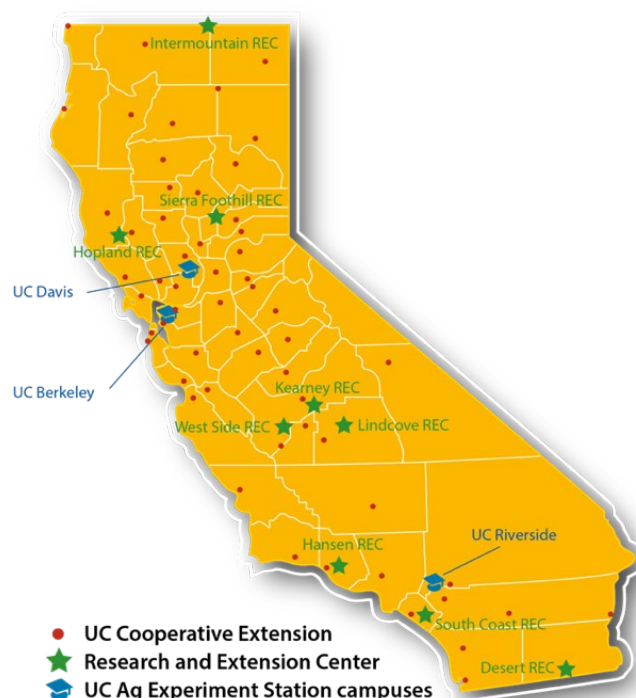 Intermountain REC
Sierra Foothill REC
Hopland REC
UC Davis
UC Berkeley
Kearney REC
West Side REC
Lindcove REC
UC Riverside
Hansen REC
South Coast REC
Desert REC
UC Cooperative Extension
Research and Extension Center
UC Ag Experiment Station campuses